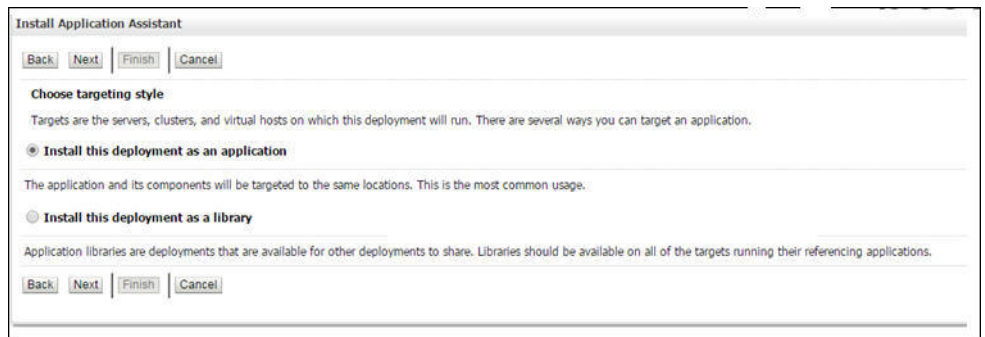 Install Application Assistant
Back Next Finish Cancel
Choose targeting style
Targets are the servers, clusters, and virtual hosts on which this deployment will run. There are several ways you can target an application.
Install this deployment as an application
The application and its components will be targeted to the same locations. This is the most common usage.
Install this deployment as a library
Application libraries are deployments that are available for other deployments to share. Libraries should be available on all of the targets running their referencing applications.
Back Next Finish Cancel